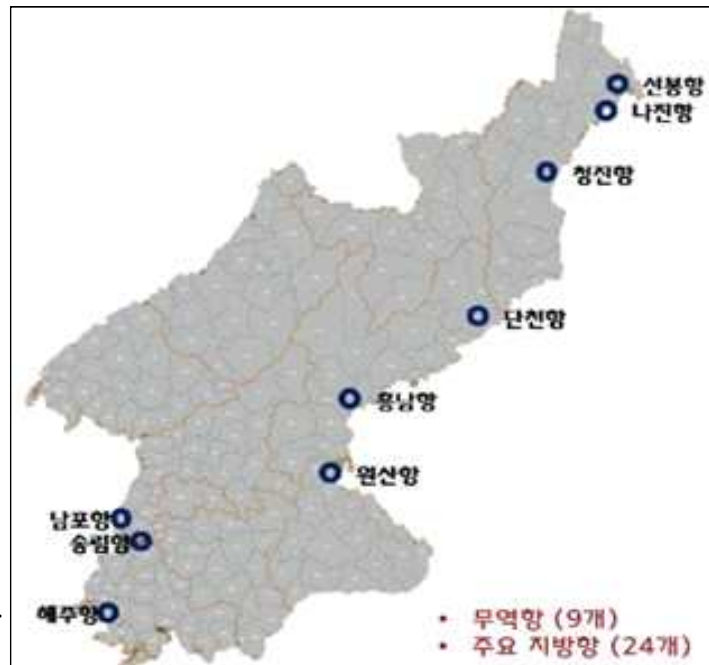 선봉항
나진항
청진항
단천항
흥남항
원산항
남포항
송림항
해주항
• 무역항 (9개)
• 주요 지방항 (24개)